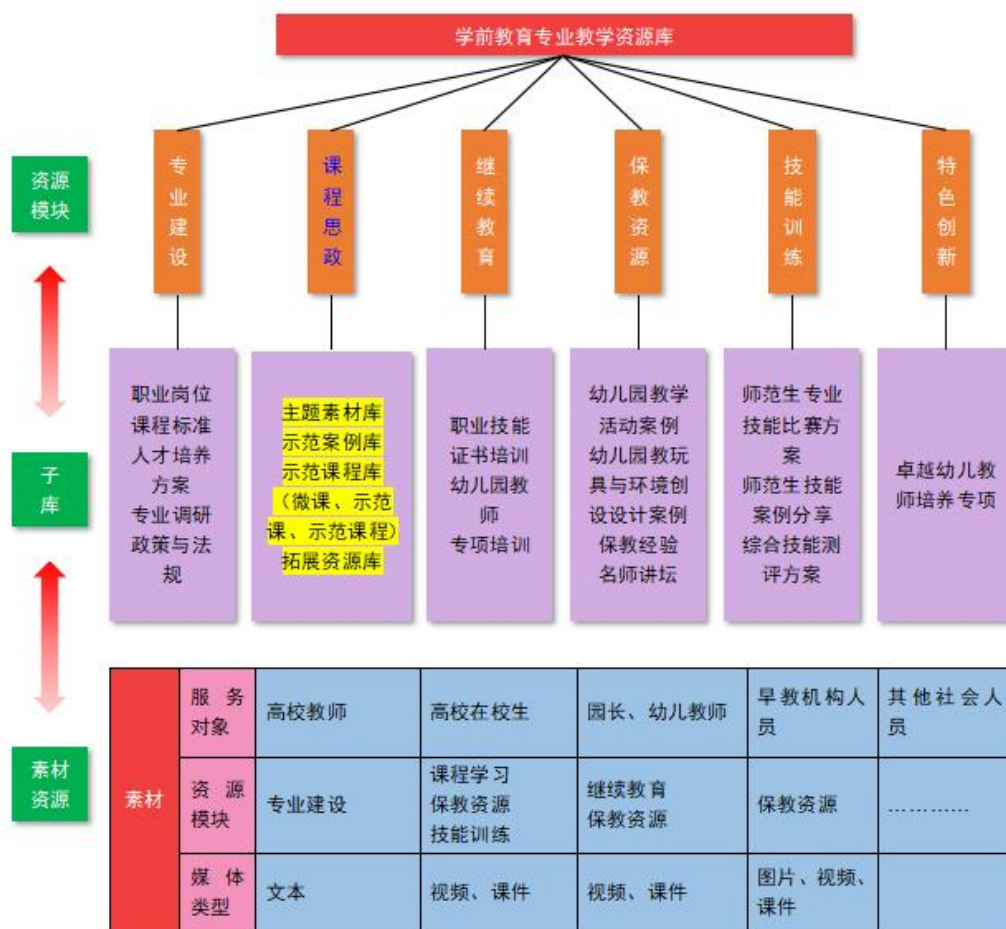 学前教育专业教学资源库
资源
模块
专业建设
课程思政
继续教育
保教资源
技能训练
特色创新
子
库
职业岗位
课程标准
人才培养
方案
专业调研
政策与法
规
主题素材库
示范案例库
示范课程库
（微课、示范
课、示范课程）
拓展资源库
职业技能
证书培训
幼儿园教
师
专项培训
幼儿园教学
活动案例
幼儿园教玩
具与环境创
设设计案例
保教经验
名师讲坛
师范生专业
技能比赛方
案
师范生技能
案例分享
综合技能测
评方案
卓越幼儿教
师培养专项
素材
资源
素材
服务
对象
高校教师
高校在校生
园长、幼儿教师
早教机构人
员
其他社会人
员
资源
模块
专业建设
课程学习
保教资源
技能训练
继续教育
保教资源
保教资源
…………
媒体
类型
文本
视频、课件
视频、课件
图片、视频、
课件